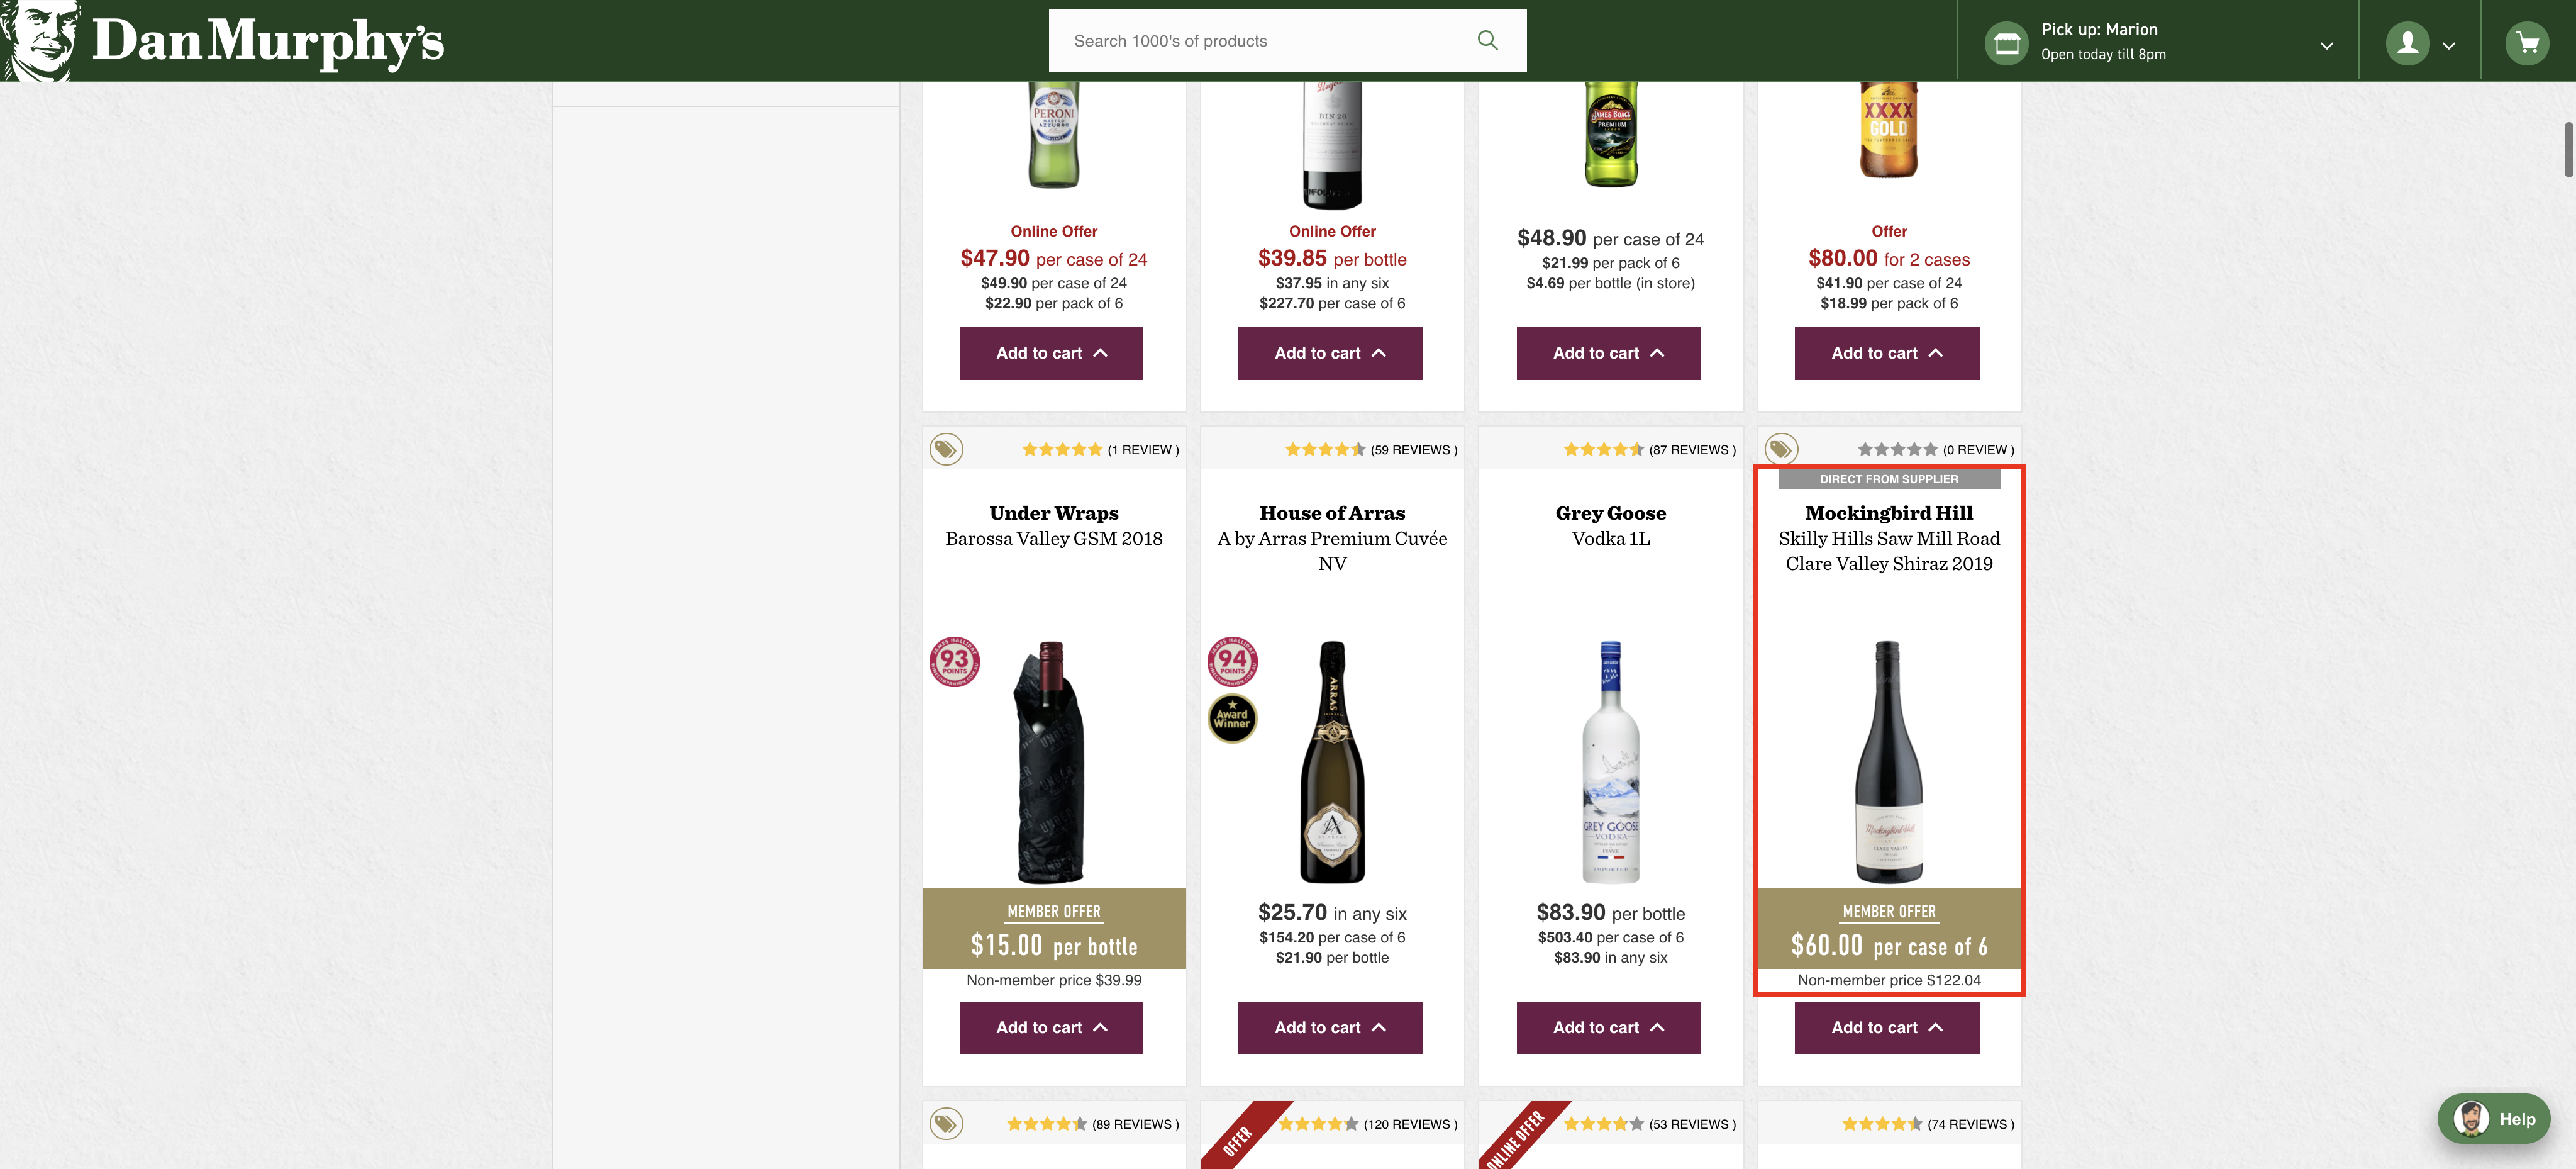 Dan Murphy's
Search 1000's of products
Pick up: Marion
Open today till 8pm
PERONI
NASTRO
AZZURRO
BIN 28
JAMES BOAG'S
PREMIUM
XXXX
GOLD
Online Offer
$47.90 per case of 24
$49.90 per case of 24
$22.90 per pack of 6
Add to cart
Online Offer
$39.85 per bottle
$37.95 in any six
$227.70 per case of 6
Add to cart
$48.90 per case of 24
$21.99 per pack of 6
$4.69 per bottle (in store)
Add to cart
Offer
$80.00 for 2 cases
$41.90 per case of 24
$18.99 per pack of 6
Add to cart
(1 REVIEW )
Under Wraps
Barossa Valley GSM 2018
93
POINTS
MEMBER OFFER
$15.00 per bottle
Non-member price $39.99
Add to cart
(59 REVIEWS )
House of Arras
A by Arras Premium Cuvée
NV
94
POINTS
Award
Winner
ARRAS
A
$25.70 in any six
$154.20 per case of 6
$21.90 per bottle
Add to cart
(87 REVIEWS )
Grey Goose
Vodka 1L
GREY GOOSE
VODKA
IMPORTED
$83.90 per bottle
$503.40 per case of 6
$83.90 in any six
Add to cart
(0 REVIEW )
DIRECT FROM SUPPLIER
Mockingbird Hill
Skilly Hills Saw Mill Road
Clare Valley Shiraz 2019
Mockingbird Hill
CLARE VALLEY
MEMBER OFFER
$60.00 per case of 6
Non-member price $122.04
Add to cart
(89 REVIEWS )
OFFER
(120 REVIEWS )
ONLINE OFFER
(53 REVIEWS )
(74 REVIEWS )
Help